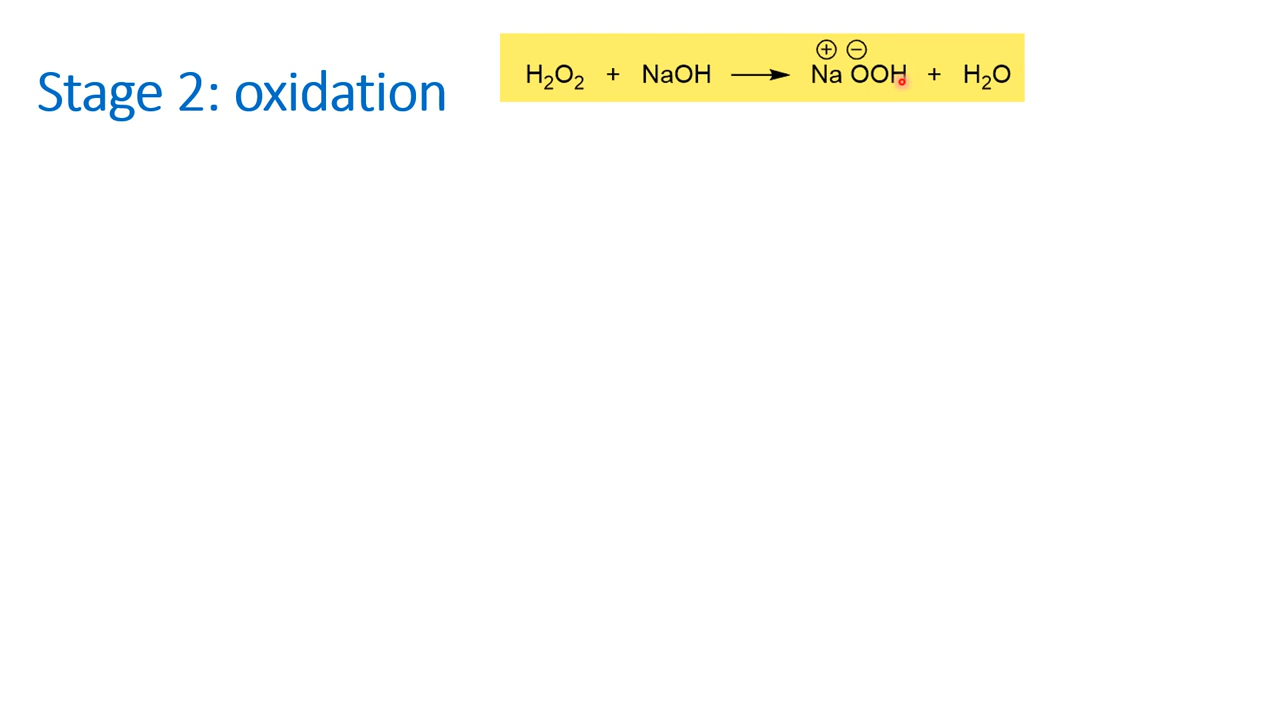 Stage 2: oxidation
⊕ ⊖
H₂O₂ + NaOH ⟶ Na OOH + H₂O